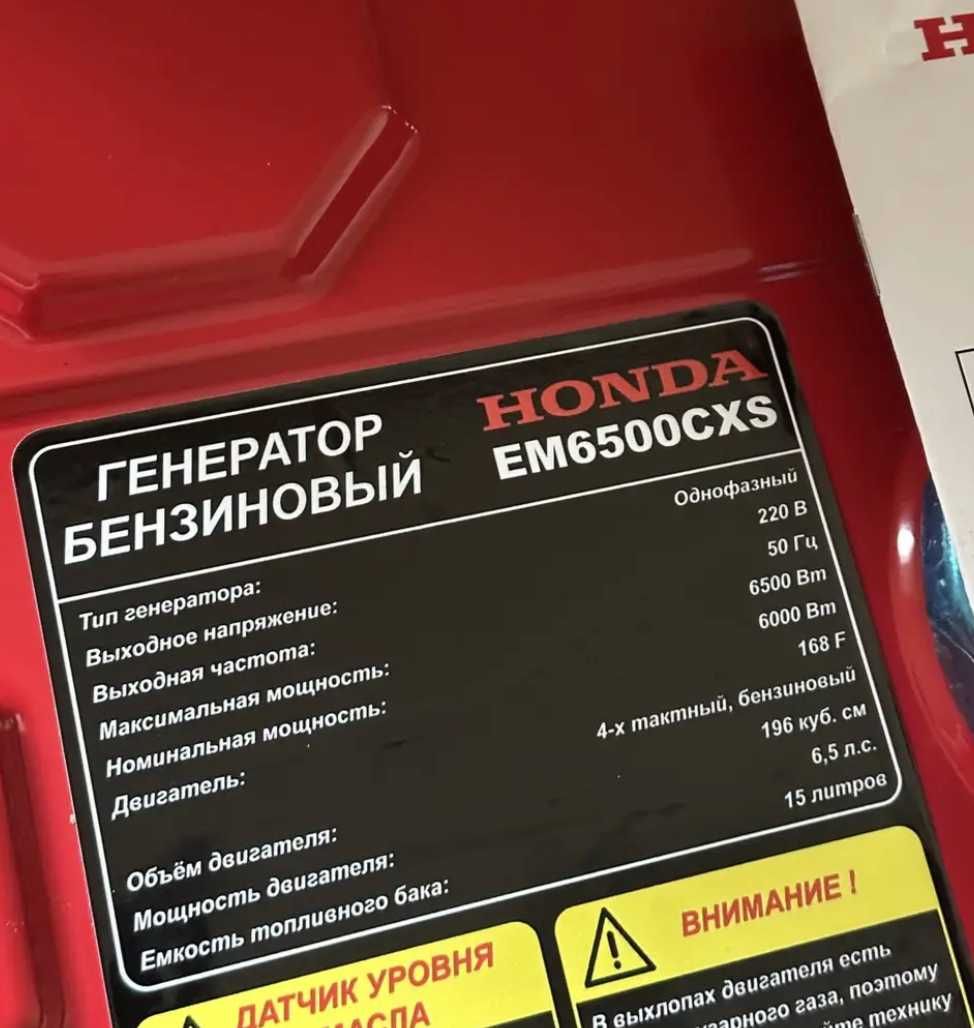 H
HONDA
ГЕНЕРАТОР
БЕНЗИНОВЫЙ
EM6500CXS
Тип генератора: Однофазный
Выходное напряжение: 220 В
Выходная частота: 50 Гц
Максимальная мощность: 6500 Вт
Номинальная мощность: 6000 Вт
Двигатель: 168 F
4-х тактный, бензиновый
Объём двигателя: 196 куб. см
Мощность двигателя: 6,5 л.с.
Емкость топливного бака: 15 литров
ДАТЧИК УРОВНЯ
МАСЛА
ВНИМАНИЕ !
В выхлопах двигателя есть
газа, поэтому
технику